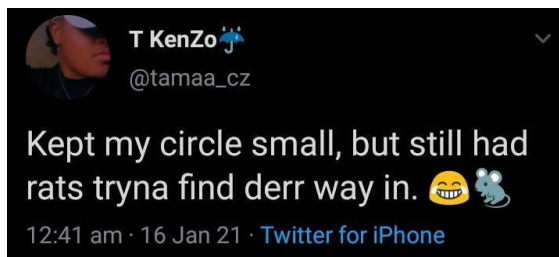 T KenZo☔
@tamaa_cz
Kept my circle small, but still had
rats tryna find derr way in. 😂🐀
12:41 am · 16 Jan 21 · Twitter for iPhone